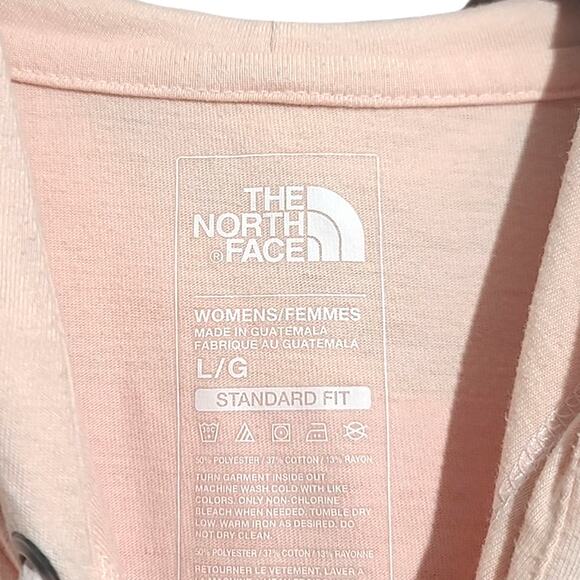 THE
NORTH
® FACE
WOMENS/FEMMES
MADE IN GUATEMALA
FABRIQUE AU GUATEMALA
L/G
STANDARD FIT
50% POLYESTER / 37% COTTON / 13% RAYON
TURN GARMENT INSIDE OUT
MACHINE WASH COLD WITH LIKE
COLORS. ONLY NON-CHLORINE
BLEACH WHEN NEEDED. TUMBLE DRY
LOW. WARM IRON AS DESIRED. DO
NOT DRY CLEAN.
50% POLYESTER / 37% COTTON / 13% RAYONNE
RETOURNER LE VETEMENT, LAVER A